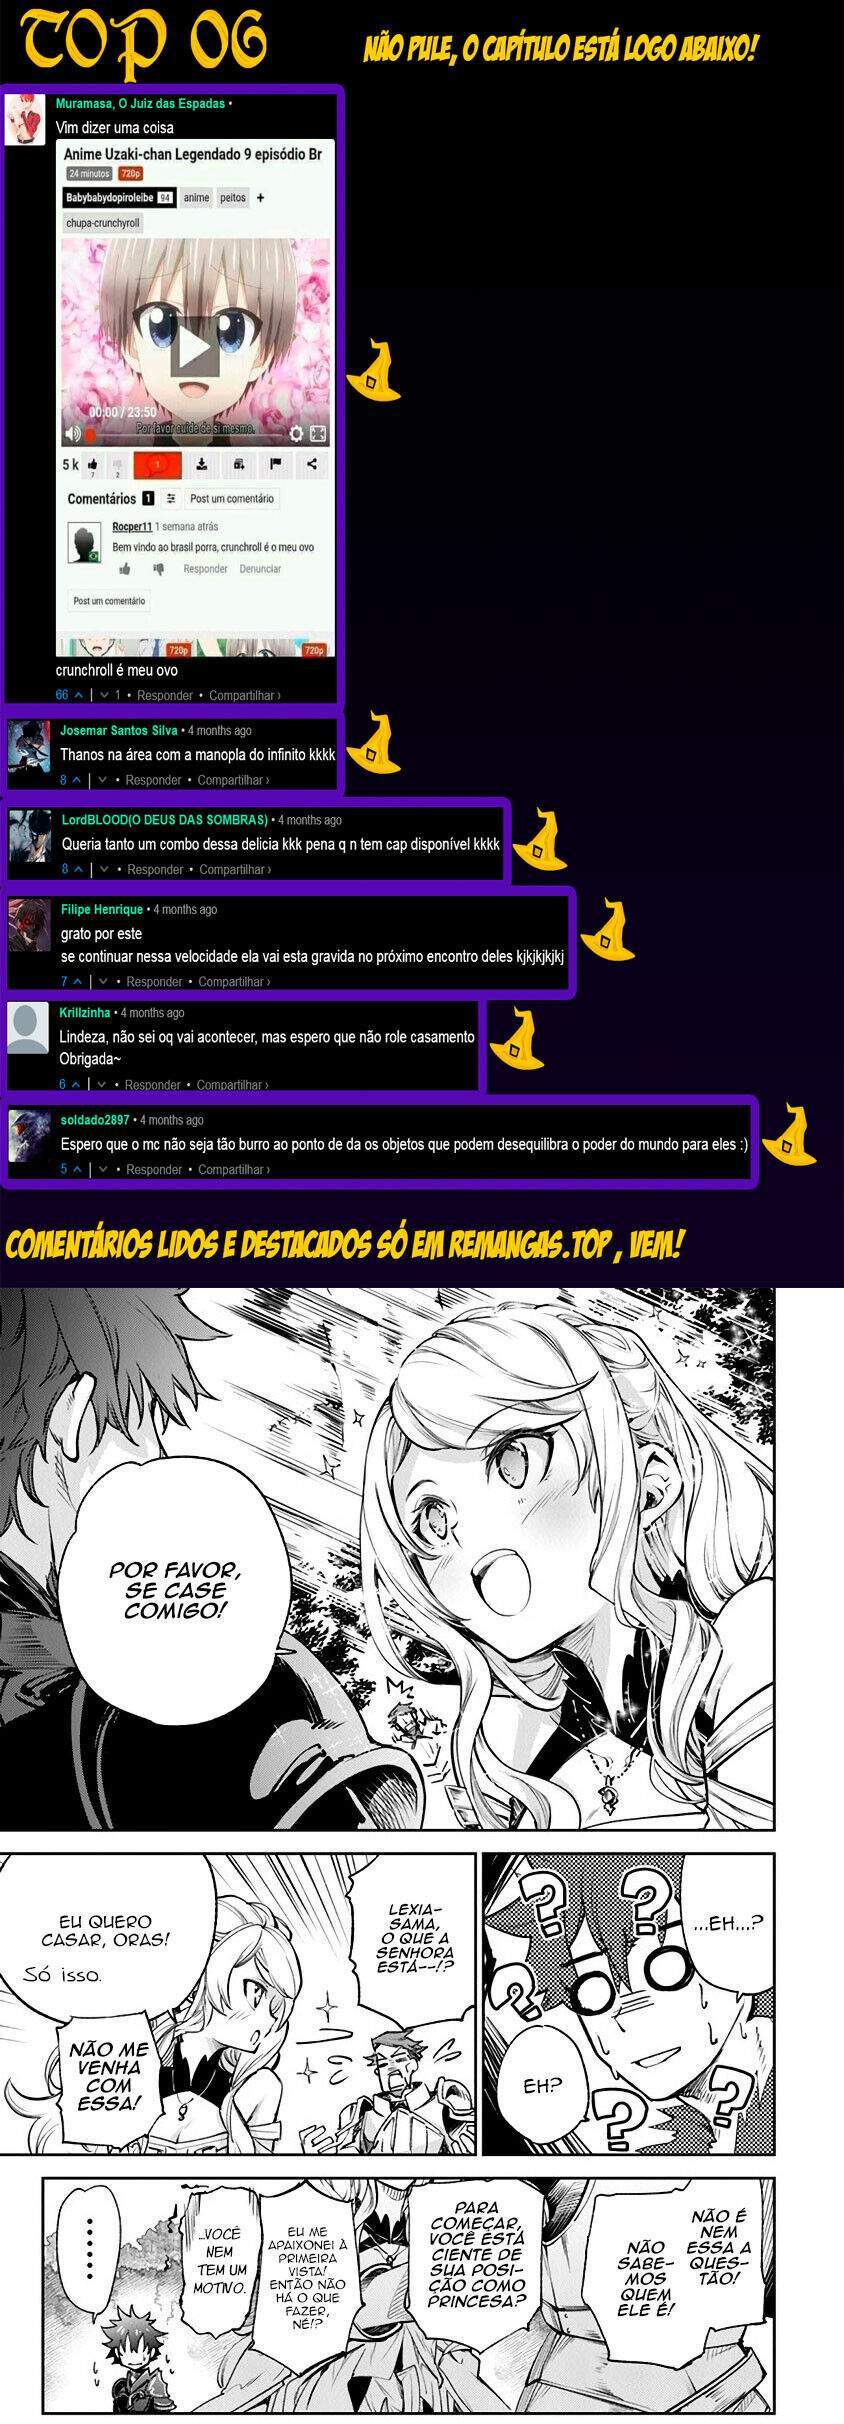 TOP 06
NÃO PULE, O CAPÍTULO ESTÁ LOGO ABAIXO!
Muramasa, O Juiz das Espadas •
Vim dizer uma coisa
Anime Uzaki-chan Legendado 9 episódio Br
24 minutos 720p
Babybabydopiroleibe 94 anime peitos +
chupa-crunchyroll
00:00 / 23:50
Por favor cuide de si mesmo.
5 k 7 2 1
Comentários 1 Post um comentário
Rocper11 1 semana atrás
Bem vindo ao brasil porra, crunchroll é o meu ovo
Responder Denunciar
Post um comentário
720p 720p
crunchroll é meu ovo
66 | 1 • Responder • Compartilhar ›
Josemar Santos Silva • 4 months ago
Thanos na área com a manopla do infinito kkkk
8 | • Responder • Compartilhar ›
LordBLOOD(O DEUS DAS SOMBRAS) • 4 months ago
Queria tanto um combo dessa delicia kkk pena q n tem cap disponível kkkk
8 | • Responder • Compartilhar ›
Filipe Henrique • 4 months ago
grato por este
se continuar nessa velocidade ela vai esta gravida no próximo encontro deles kjkjkjkjkj
7 | • Responder • Compartilhar ›
Krillzinha • 4 months ago
Lindeza, não sei oq vai acontecer, mas espero que não role casamento
Obrigada~
6 | • Responder • Compartilhar ›
soldado2897 • 4 months ago
Espero que o mc não seja tão burro ao ponto de da os objetos que podem desequilibra o poder do mundo para eles :)
5 | • Responder • Compartilhar ›
COMENTÁRIOS LIDOS E DESTACADOS SÓ EM REMANGAS.TOP , VEM!
POR FAVOR,
SE CASE
COMIGO!
...EH...?
? ? ? ? ?
EH?
LEXIA-
SAMA,
O QUE A
SENHORA
ESTÁ--!?
EU QUERO
CASAR, ORAS!
Só isso.
NÃO ME
VENHA
COM
ESSA!
NÃO É
NEM
ESSA A
QUES-
TÃO!
NÃO
SABE-
MOS
QUEM
ELE É!
PARA
COMEÇAR,
VOCÊ ESTÁ
CIENTE DE
SUA POSI-
ÇÃO COMO
PRINCESA?
EU ME
APAIXONEI À
PRIMEIRA
VISTA!
ENTÃO NÃO
HÁ O QUE
FAZER,
NÉ!?
...VOCÊ
NEM
TEM UM
MOTIVO.
......